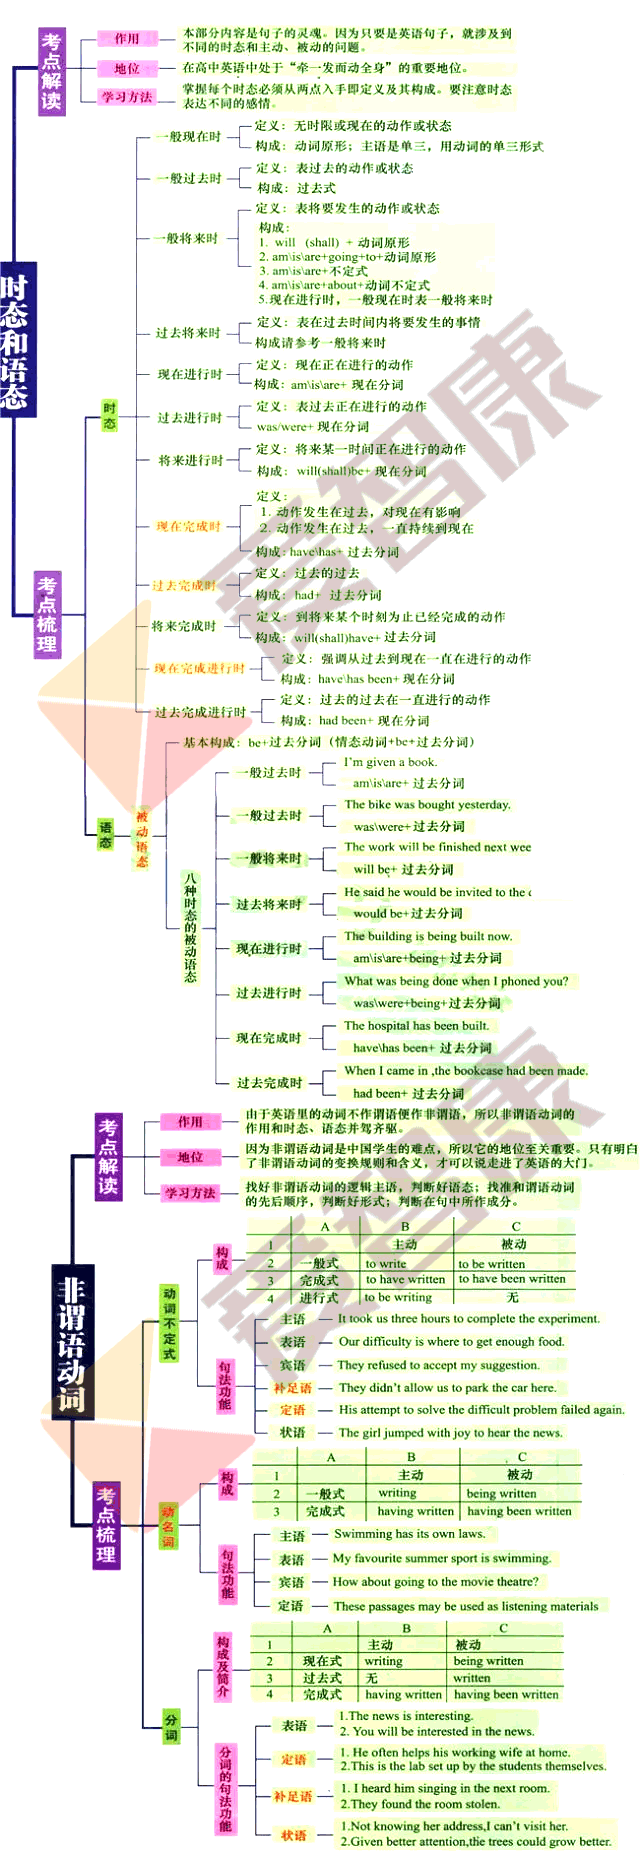 时态和语态
考点解读
作用
本部分内容是句子的灵魂。因为只要是英语句子，就涉及到
不同的时态和主动、被动的问题。
地位
在高中英语中处于“牵一发而动全身”的重要地位。
学习方法
掌握每个时态必须从两点入手即定义及其构成。要注意时态
表达不同的感情。
考点梳理
时态
一般现在时
定义：无时限或现在的动作或状态
构成：动词原形；主语是单三，用动词的单三形式
一般过去时
定义：表过去的动作或状态
构成：过去式
一般将来时
定义：表将要发生的动作或状态
构成：
1. will (shall) + 动词原形
2. am\is\are+going+to+动词原形
3. am\is\are+不定式
4. am\is\are+about+动词不定式
5.现在进行时，一般现在时表一般将来时
过去将来时
定义：表在过去时间内将要发生的事情
构成请参考一般将来时
现在进行时
定义：现在正在进行的动作
构成：am\is\are+ 现在分词
过去进行时
定义：表过去正在进行的动作
was/were+ 现在分词
将来进行时
定义：将来某一时间正在进行的动作
构成：will(shall)be+ 现在分词
现在完成时
定义：
1. 动作发生在过去，对现在有影响
2. 动作发生在过去，一直持续到现在
构成：have\has+ 过去分词
过去完成时
定义：过去的过去
构成：had+ 过去分词
将来完成时
定义：到将来某个时刻为止已经完成的动作
构成：will(shall)have+ 过去分词
现在完成进行时
定义：强调从过去到现在一直在进行的动作
构成：have\has been+ 现在分词
过去完成进行时
定义：过去的过去在一直进行的动作
构成：had been+ 现在分词
语态
被动语态
基本构成：be+过去分词（情态动词+be+过去分词）
八种时态的被动语态
一般过去时
I’m given a book.
am\is\are+ 过去分词
一般过去时
The bike was bought yesterday.
was\were+ 过去分词
一般将来时
The work will be finished next wee
will be+ 过去分词
过去将来时
He said he would be invited to the
would be+过去分词
现在进行时
The building is being built now.
am\is\are+being+ 过去分词
过去进行时
What was being done when I phoned you?
was\were+being+过去分词
现在完成时
The hospital has been built.
have\has been+ 过去分词
过去完成时
When I came in ,the bookcase had been made.
had been+ 过去分词
非谓语动词
考点解读
作用
由于英语里的动词不作谓语便作非谓语，所以非谓语动词的
作用和时态、语态并驾齐驱。
地位
因为非谓语动词是中国学生的难点，所以它的地位至关重要。只有明白
了非谓语动词的变换规则和含义，才可以说走进了英语的大门。
学习方法
找好非谓语动词的逻辑主语，判断好语态；找准和谓语动词
的先后顺序，判断好形式；判断在句中所作成分。
考点梳理
动词不定式
构成
A B C
1 主动 被动
2 一般式 to write to be written
3 完成式 to have written to have been written
4 进行式 to be writing 无
句法功能
主语 It took us three hours to complete the experiment.
表语 Our difficulty is where to get enough food.
宾语 They refused to accept my suggestion.
补足语 They didn’t allow us to park the car here.
定语 His attempt to solve the difficult problem failed again.
状语 The girl jumped with joy to hear the news.
动名词
构成
A B C
1 主动 被动
2 一般式 writing being written
3 完成式 having written having been written
句法功能
主语 Swimming has its own laws.
表语 My favourite summer sport is swimming.
宾语 How about going to the movie theatre?
定语 These passages may be used as listening materials
分词
构成及简介
A B C
1 主动 被动
2 现在式 writing being written
3 过去式 无 written
4 完成式 having written having been written
分词的句法功能
表语
1.The news is interesting.
2. You will be interested in the news.
定语
1. He often helps his working wife at home.
2.This is the lab set up by the students themselves.
补足语
1. I heard him singing in the next room.
2.They found the room stolen.
状语
1.Not knowing her address,I can’t visit her.
2.Given better attention,the trees could grow better.
爱智康
爱智康